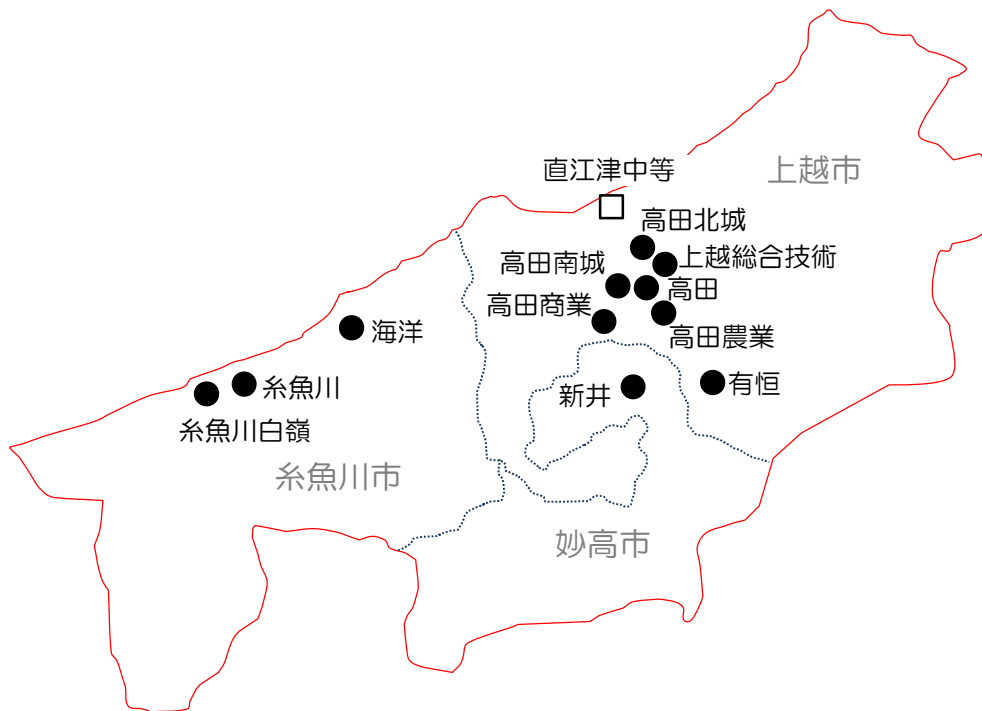 直江津中等
上越市
高田北城
上越総合技術
高田南城
高田
高田商業
高田農業
海洋
糸魚川
新井
有恒
糸魚川白嶺
糸魚川市
妙高市